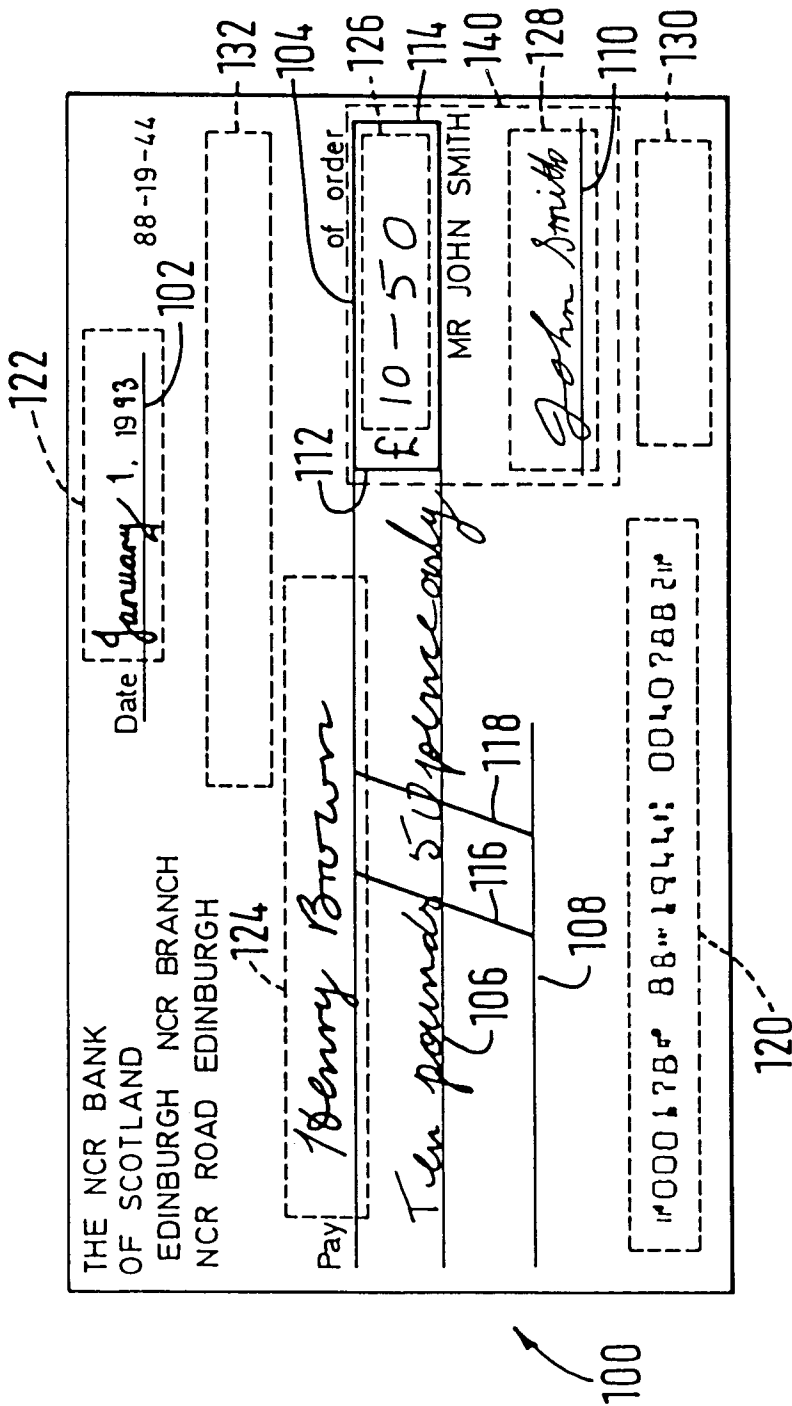 122
132
104
126
114
140
128
110
130
THE NCR BANK
OF SCOTLAND
EDINBURGH NCR BRANCH
NCR ROAD EDINBURGH
Date January 1, 1993
88-19-44
102
124
112
Pay Henry Brown
of order
Ten pounds 50 pence only
£ 10-50
106
116
118
108
MR JOHN SMITH
John Smith
⑈000178⑈ 88⑉1944⑆ 00407882⑈
120
100